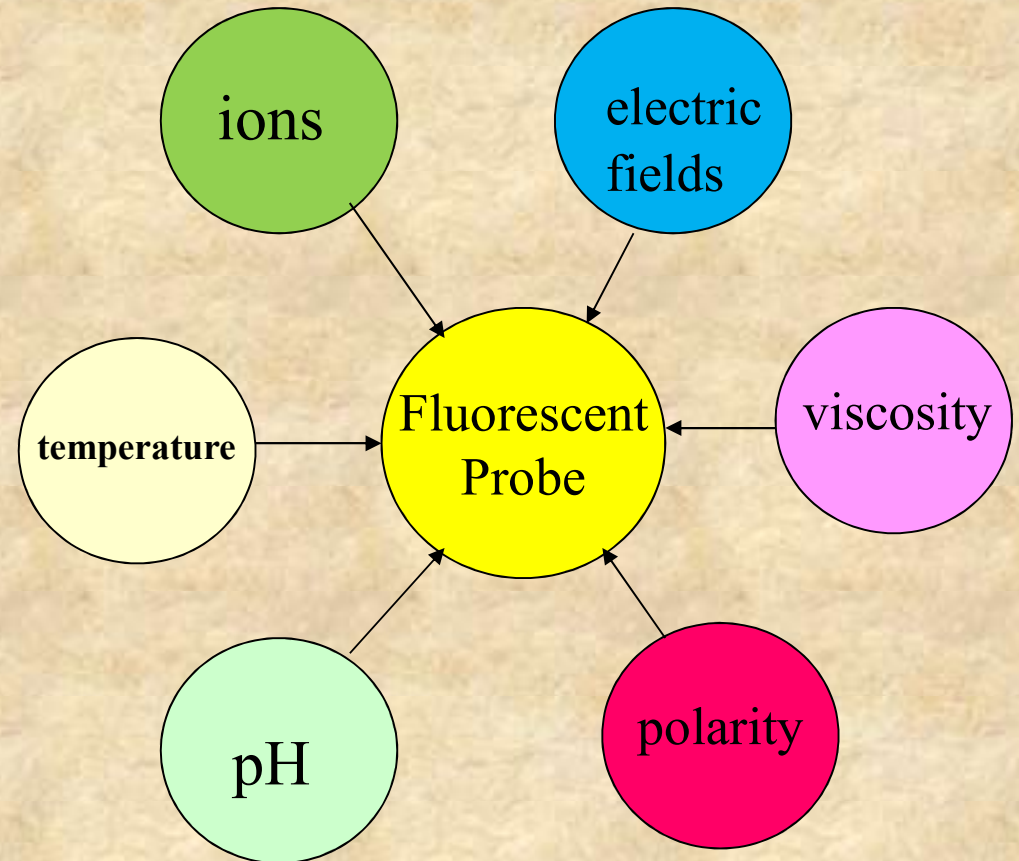 ions
electric
fields
temperature
Fluorescent
Probe
viscosity
pH
polarity